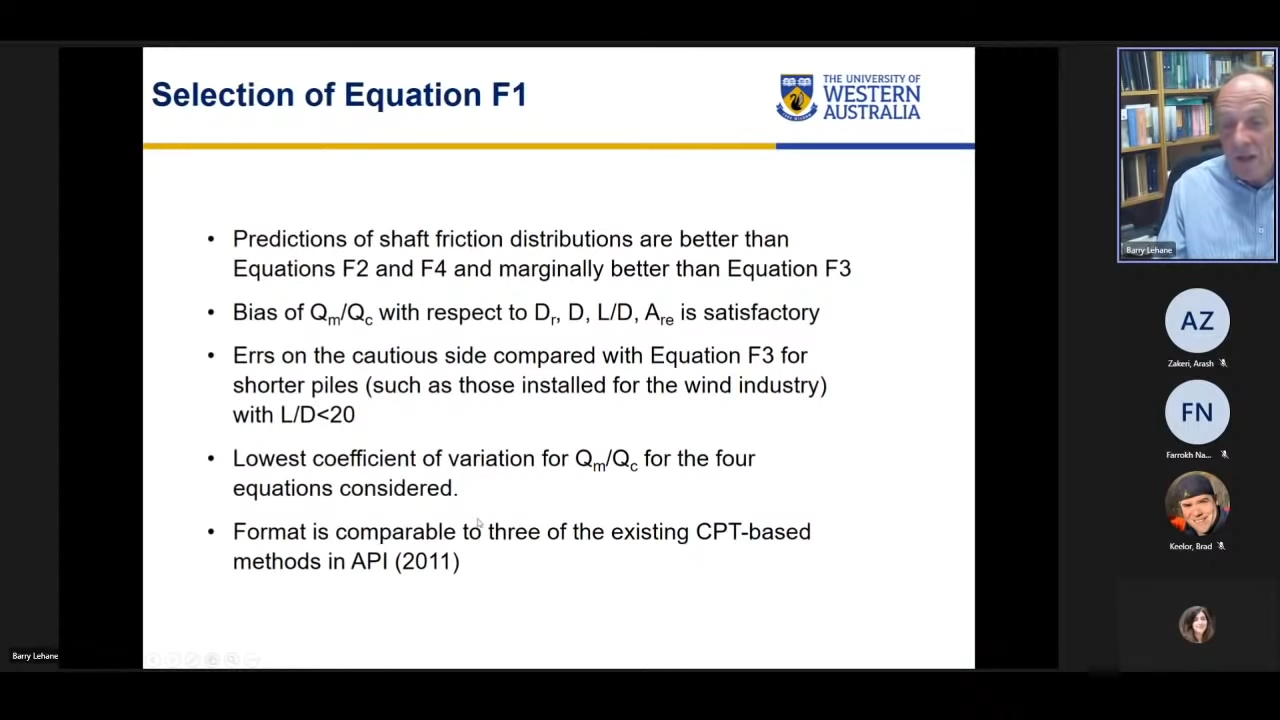 Selection of Equation F1
THE UNIVERSITY OF
WESTERN
AUSTRALIA
• Predictions of shaft friction distributions are better than
Equations F2 and F4 and marginally better than Equation F3
• Bias of Qm/Qc with respect to Dr, D, L/D, Are is satisfactory
• Errs on the cautious side compared with Equation F3 for
shorter piles (such as those installed for the wind industry)
with L/D<20
• Lowest coefficient of variation for Qm/Qc for the four
equations considered.
• Format is comparable to three of the existing CPT-based
methods in API (2011)
Barry Lehane
Barry Lehane
AZ
Zakeri, Arash
FN
Farrokh Na...
Keelor, Brad